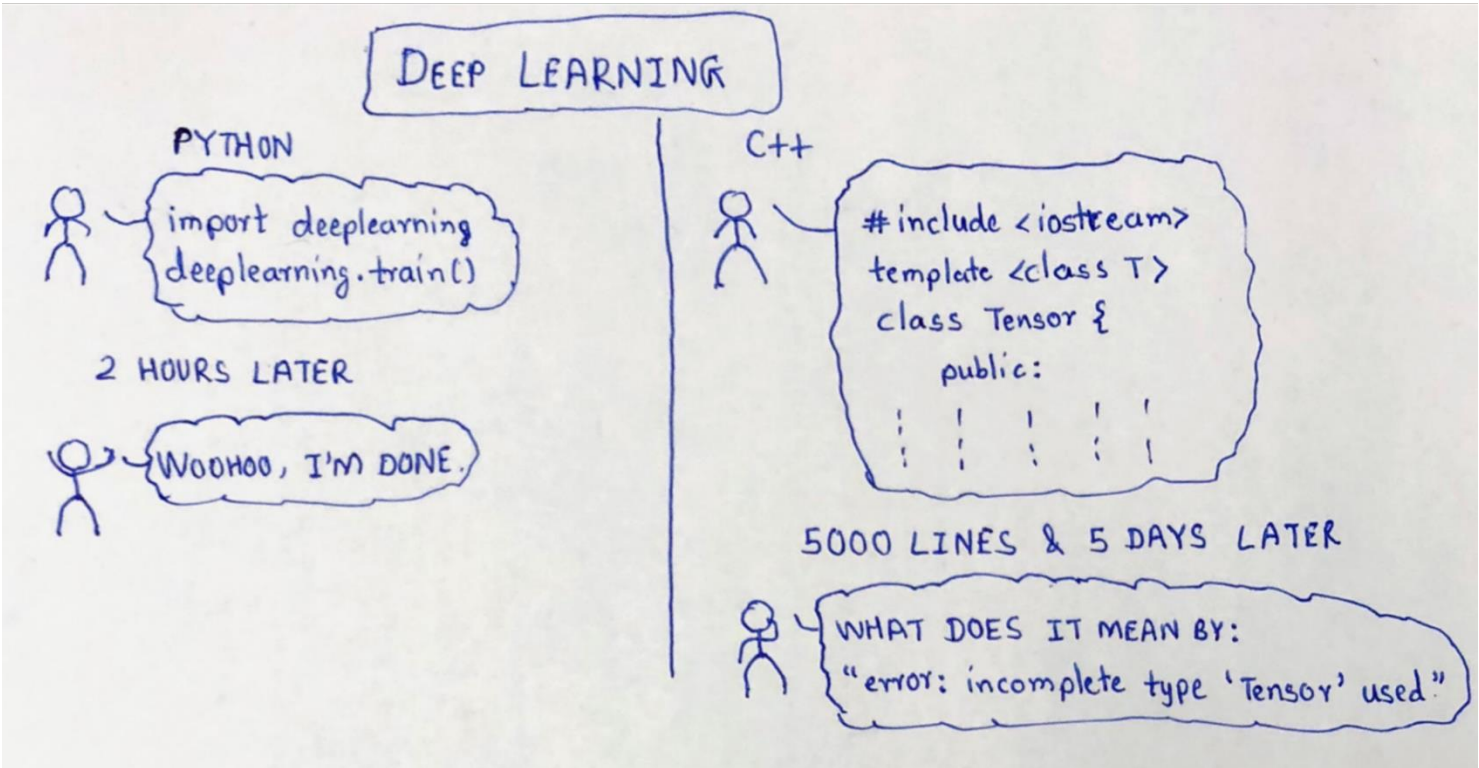 DEEP LEARNING
PYTHON
import deeplearning
deeplearning.train()
2 HOURS LATER
WOOHOO, I'M DONE.
C++
#include <iostream>
template <class T>
class Tensor {
public:
5000 LINES & 5 DAYS LATER
WHAT DOES IT MEAN BY:
"error: incomplete type 'Tensor' used"